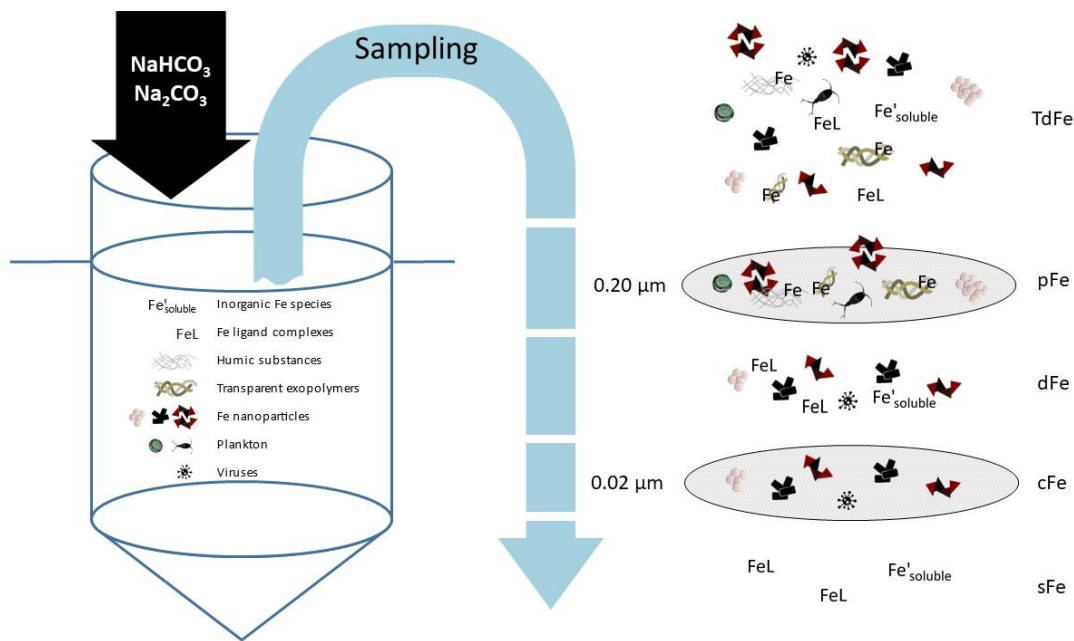 NaHCO₃
Na₂CO₃
Sampling
Fe'soluble Inorganic Fe species
FeL Fe ligand complexes
Humic substances
Transparent exopolymers
Fe nanoparticles
Plankton
Viruses
Fe
FeL
Fe'soluble
TdFe
Fe
Fe
FeL
0.20 µm
Fe
Fe
Fe
pFe
FeL
FeL
Fe'soluble
dFe
0.02 µm
cFe
FeL
Fe'soluble
FeL
sFe